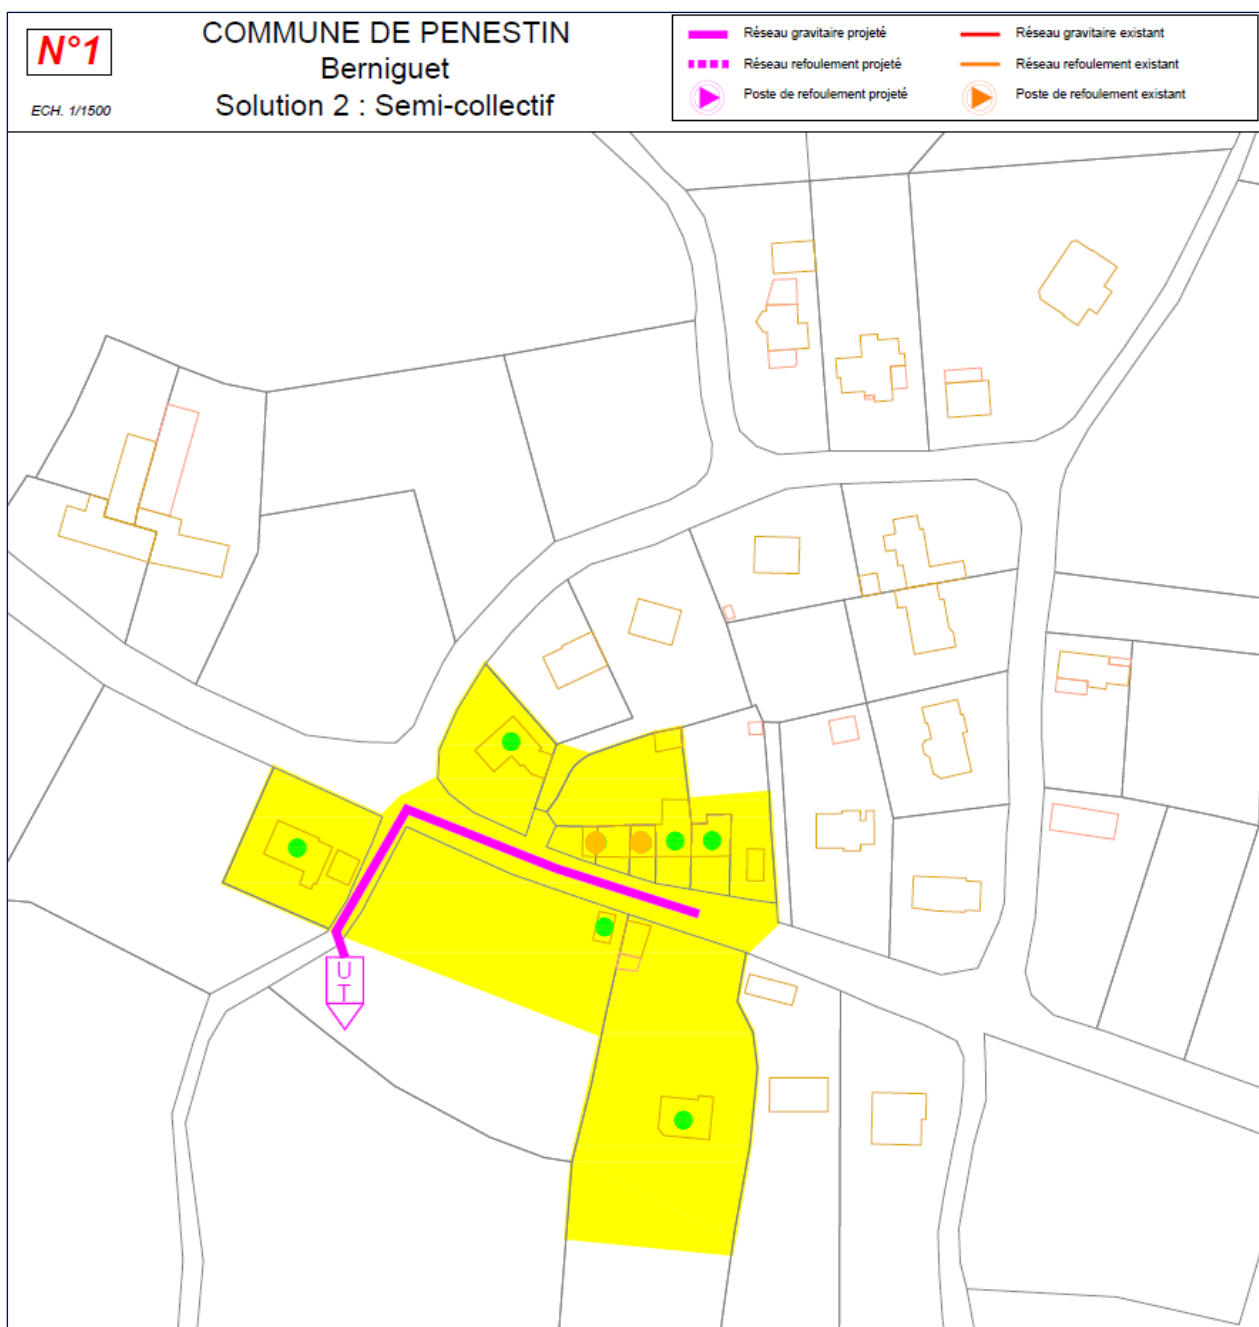 N°1
ECH. 1/1500
COMMUNE DE PENESTIN
Berniguet
Solution 2 : Semi-collectif
Réseau gravitaire projeté
Réseau refoulement projeté
Poste de refoulement projeté
Réseau gravitaire existant
Réseau refoulement existant
Poste de refoulement existant
U
T